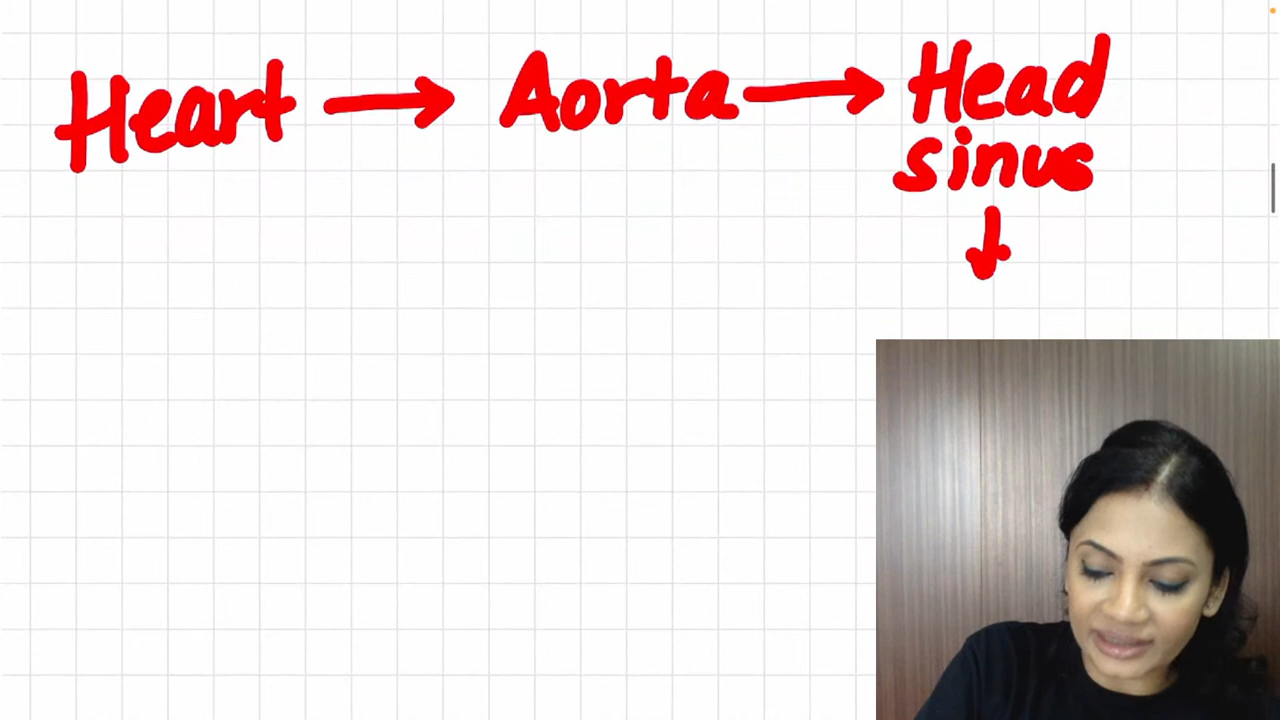 Heart → Aorta → Head
sinus
↓